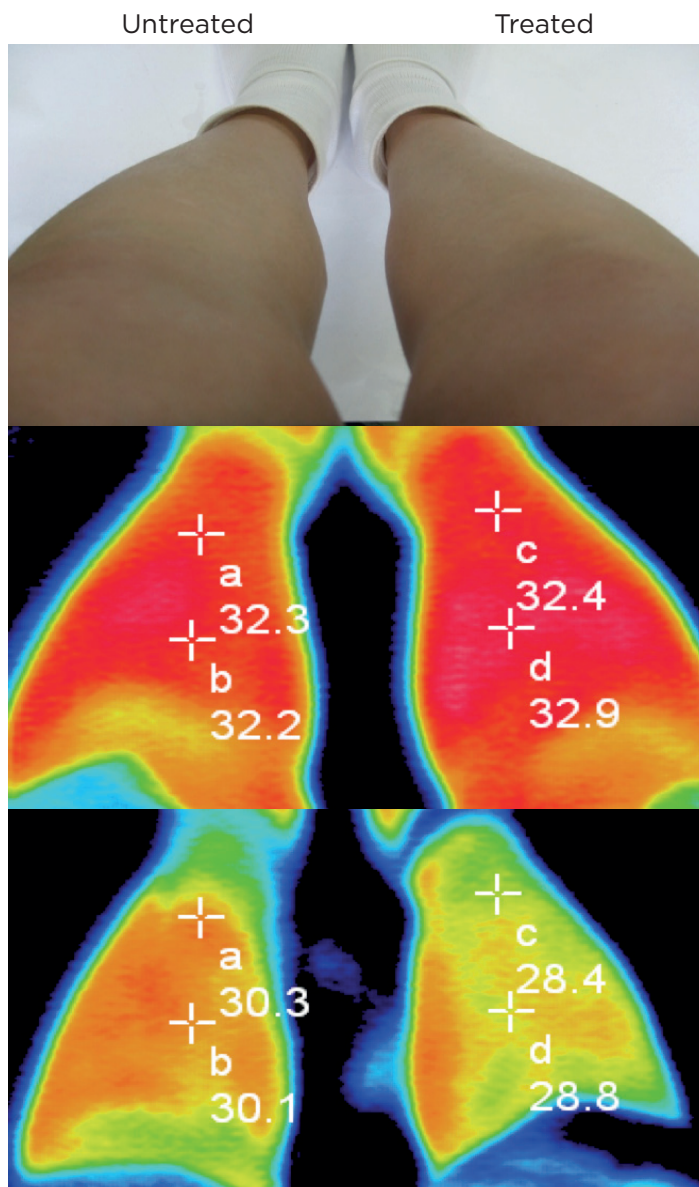 Untreated Treated
a
32.3
b
32.2
c
32.4
d
32.9
a
30.3
b
30.1
c
28.4
d
28.8